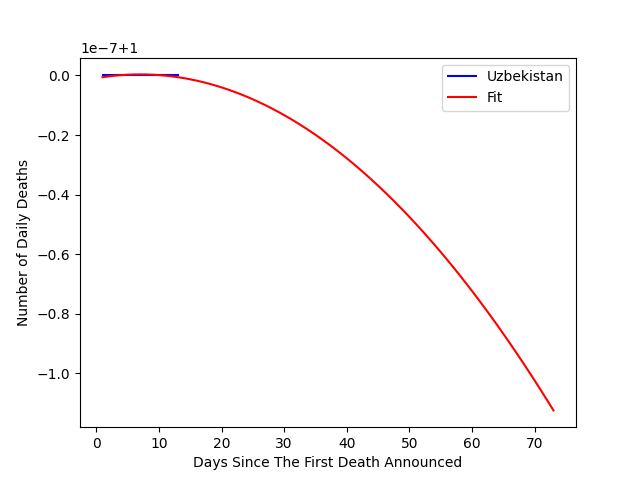 1e−7+1
0.0
−0.2
−0.4
−0.6
−0.8
−1.0
Number of Daily Deaths
Uzbekistan
Fit
0 10 20 30 40 50 60 70
Days Since The First Death Announced